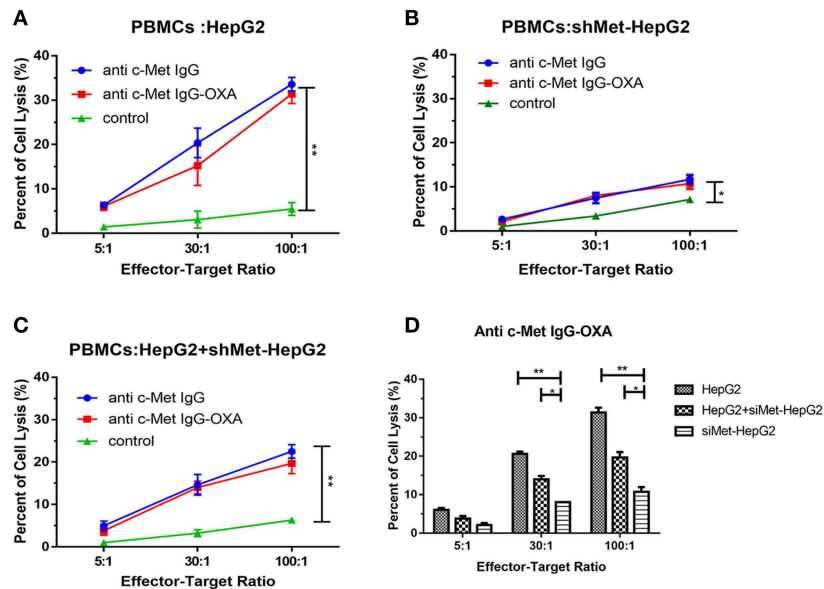 A
PBMCs :HepG2
Percent of Cell Lysis (%)
40
30
20
10
0
anti c-Met IgG
anti c-Met IgG-OXA
control
**
5:1
30:1
100:1
Effector-Target Ratio
B
PBMCs:shMet-HepG2
Percent of Cell Lysis (%)
40
30
20
10
0
anti c-Met IgG
anti c-Met IgG-OXA
control
*
5:1
30:1
100:1
Effector-Target Ratio
C
PBMCs:HepG2+shMet-HepG2
Percent of Cell Lysis (%)
40
30
20
10
0
anti c-Met IgG
anti c-Met IgG-OXA
control
**
5:1
30:1
100:1
Effector-Target Ratio
D
Anti c-Met IgG-OXA
Percent of Cell Lysis (%)
40
30
20
10
0
**
*
**
*
HepG2
HepG2+siMet-HepG2
siMet-HepG2
5:1
30:1
100:1
Effector-Target Ratio